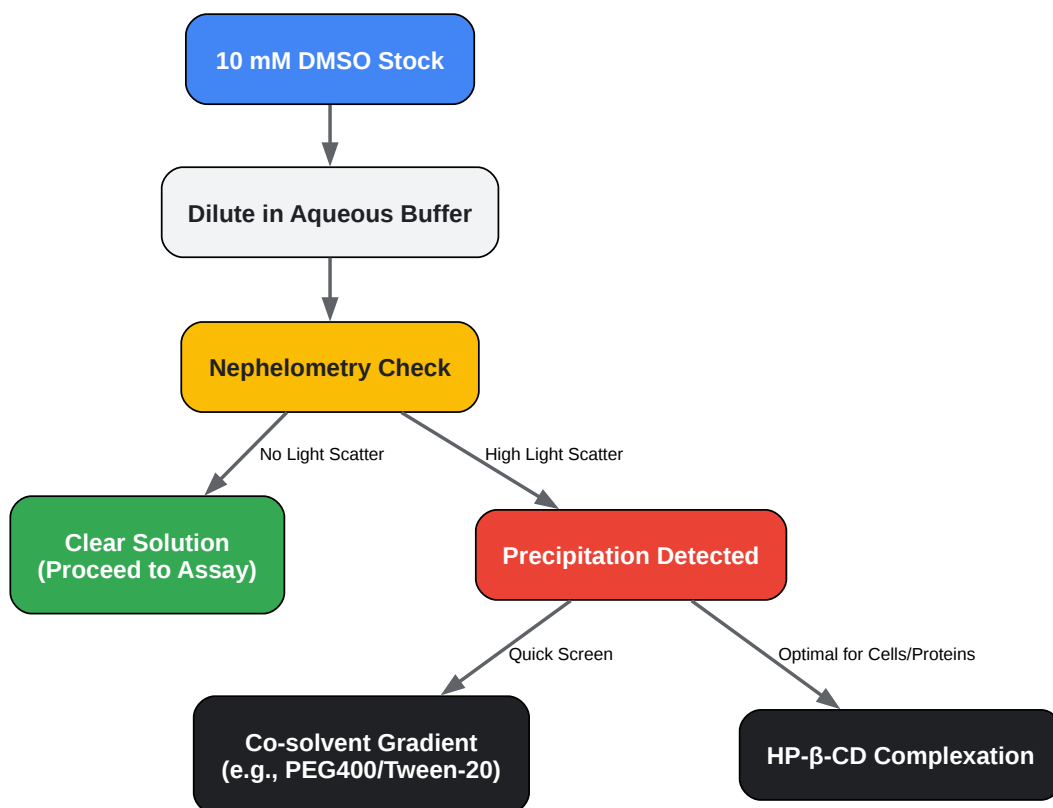 10 mM DMSO Stock
Dilute in Aqueous Buffer
Nephelometry Check
No Light Scatter
High Light Scatter
Clear Solution
(Proceed to Assay)
Precipitation Detected
Quick Screen
Optimal for Cells/Proteins
Co-solvent Gradient
(e.g., PEG400/Tween-20)
HP-β-CD Complexation